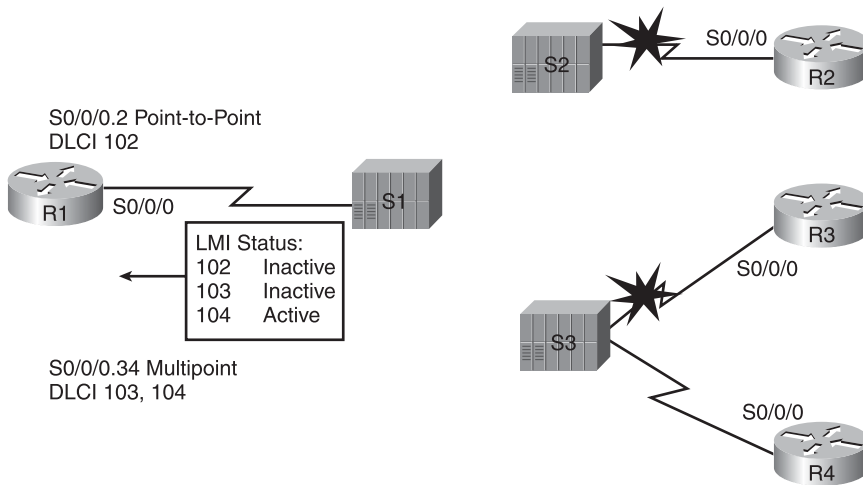 S2
S0/0/0
R2
S0/0/0.2 Point-to-Point
DLCI 102
R1
S0/0/0
S1
LMI Status:
102 Inactive
103 Inactive
104 Active
R3
S0/0/0
S3
S0/0/0.34 Multipoint
DLCI 103, 104
S0/0/0
R4